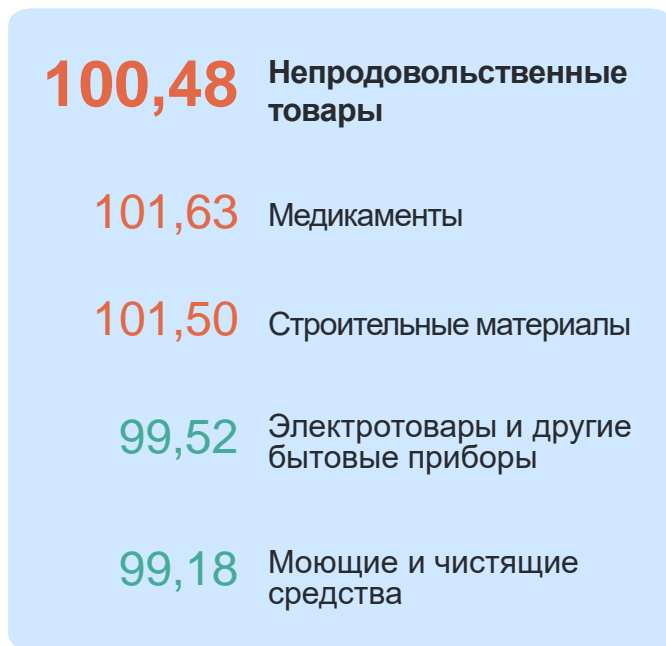 100,48 Непродовольственные
товары
101,63 Медикаменты
101,50 Строительные материалы
99,52 Электротовары и другие
бытовые приборы
99,18 Моющие и чистящие
средства